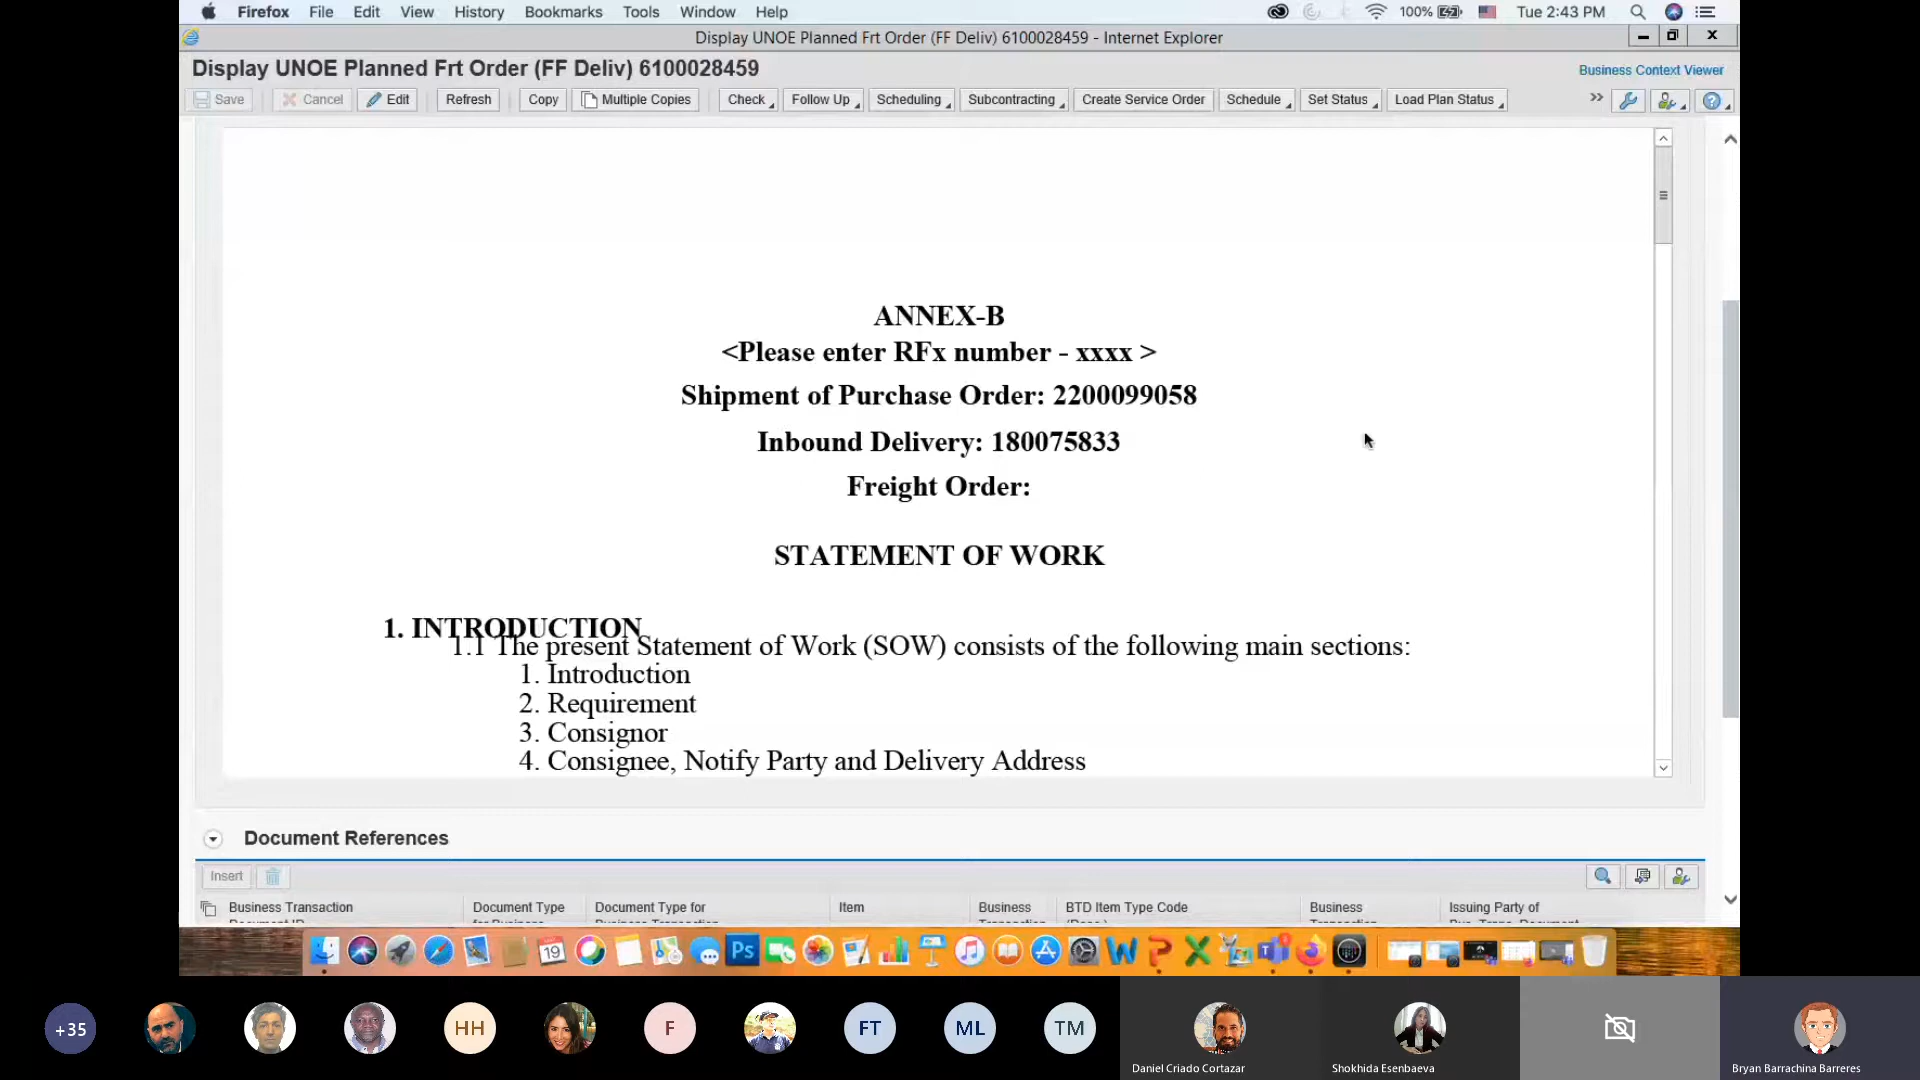 Firefox File Edit View History Bookmarks Tools Window Help 100% Tue 2:43 PM
Display UNOE Planned Frt Order (FF Deliv) 6100028459 - Internet Explorer
Display UNOE Planned Frt Order (FF Deliv) 6100028459 Business Context Viewer
Save Cancel Edit Refresh Copy Multiple Copies Check Follow Up Scheduling Subcontracting Create Service Order Schedule Set Status Load Plan Status
ANNEX-B
<Please enter RFx number - xxxx >
Shipment of Purchase Order: 2200099058
Inbound Delivery: 180075833
Freight Order:
STATEMENT OF WORK
1. INTRODUCTION
1.1 The present Statement of Work (SOW) consists of the following main sections:
1. Introduction
2. Requirement
3. Consignor
4. Consignee, Notify Party and Delivery Address
Document References
Insert
Business Transaction Document Type Document Type for Item Business BTD Item Type Code Business Issuing Party of
19 Ps
+35 HH F FT ML TM
Daniel Criado Cortazar Shokhida Esenbaeva Bryan Barrachina Barreres